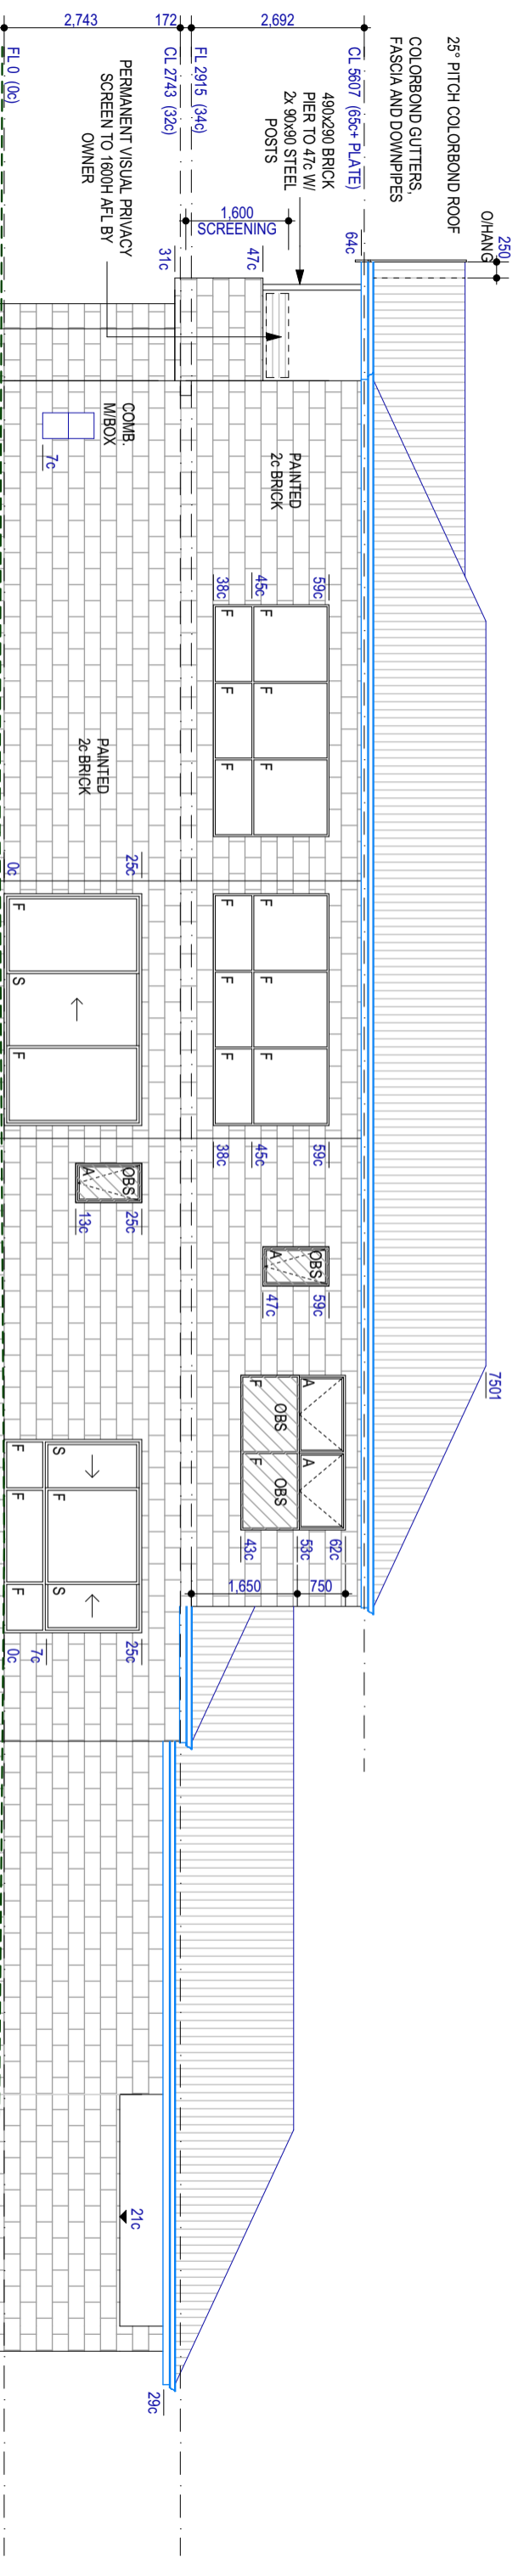 25° PITCH COLORBOND ROOF
COLORBOND GUTTERS,
FASCIA AND DOWNPIPES
250
O/HANG
7501
64c
CL 5607 (65c+ PLATE)
2,692
490x290 BRICK
PIER TO 47c W/
2x 90x90 STEEL
POSTS
1,600
SCREENING
47c
31c
FL 2915 (34c)
172
CL 2743 (32c)
2,743
PERMANENT VISUAL PRIVACY
SCREEN TO 1600H AFL BY
OWNER
FL 0 (0c)
PAINTED
2c BRICK
59c
45c
38c
F F F
F F F
F F F
F F F
59c
45c
38c
OBS
A
59c
47c
A A
OBS OBS
F F
62c
53c
43c
750
1,650
COMB.
M/BOX
7c
PAINTED
2c BRICK
25c
0c
F S F
OBS
A
25c
13c
S F S
F F F
25c
7c
0c
21c
29c